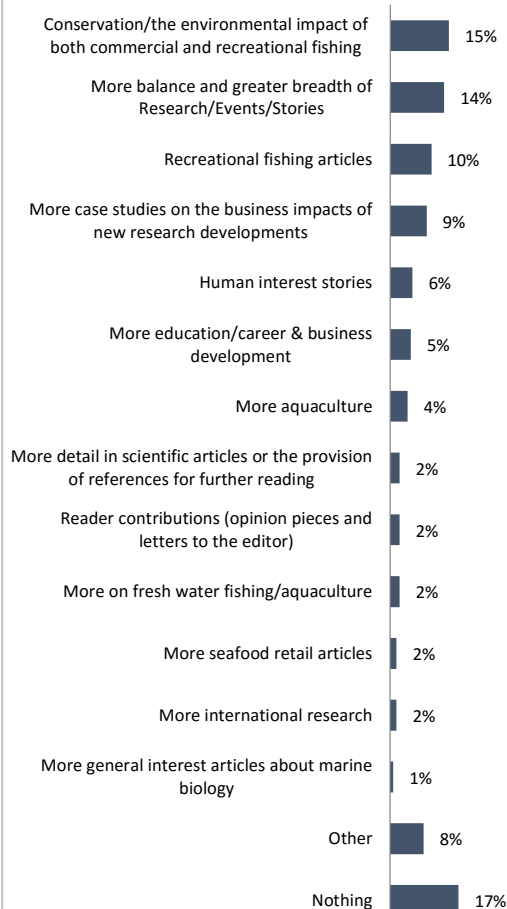 Conservation/the environmental impact of
both commercial and recreational fishing
15%
More balance and greater breadth of
Research/Events/Stories
14%
Recreational fishing articles
10%
More case studies on the business impacts of
new research developments
9%
Human interest stories
6%
More education/career & business
development
5%
More aquaculture
4%
More detail in scientific articles or the provision
of references for further reading
2%
Reader contributions (opinion pieces and
letters to the editor)
2%
More on fresh water fishing/aquaculture
2%
More seafood retail articles
2%
More international research
2%
More general interest articles about marine
biology
1%
Other
8%
Nothing
17%